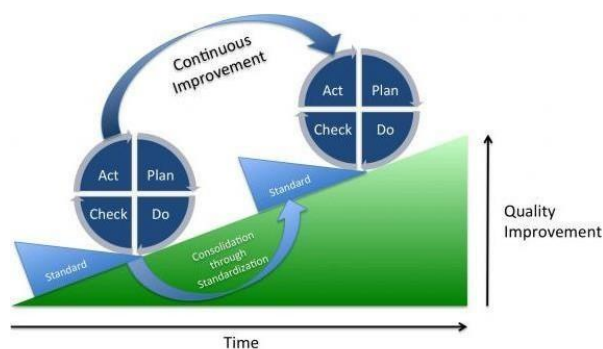 Continuous
Improvement
Act
Plan
Check
Do
Act
Plan
Check
Do
Standard
Standard
Consolidation
through
Standardization
Quality
Improvement
Time